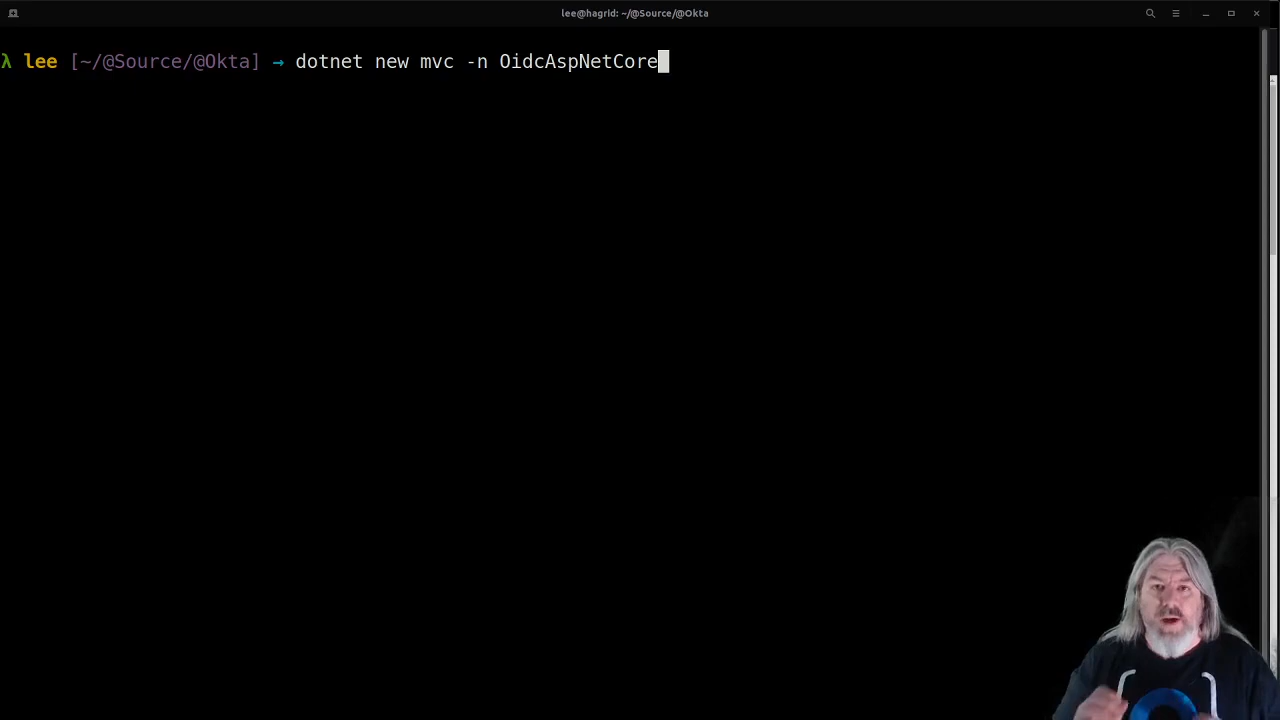 lee@hagrid: ~/@Source/@Okta
λ lee [~/@Source/@Okta] → dotnet new mvc -n OidcAspNetCore